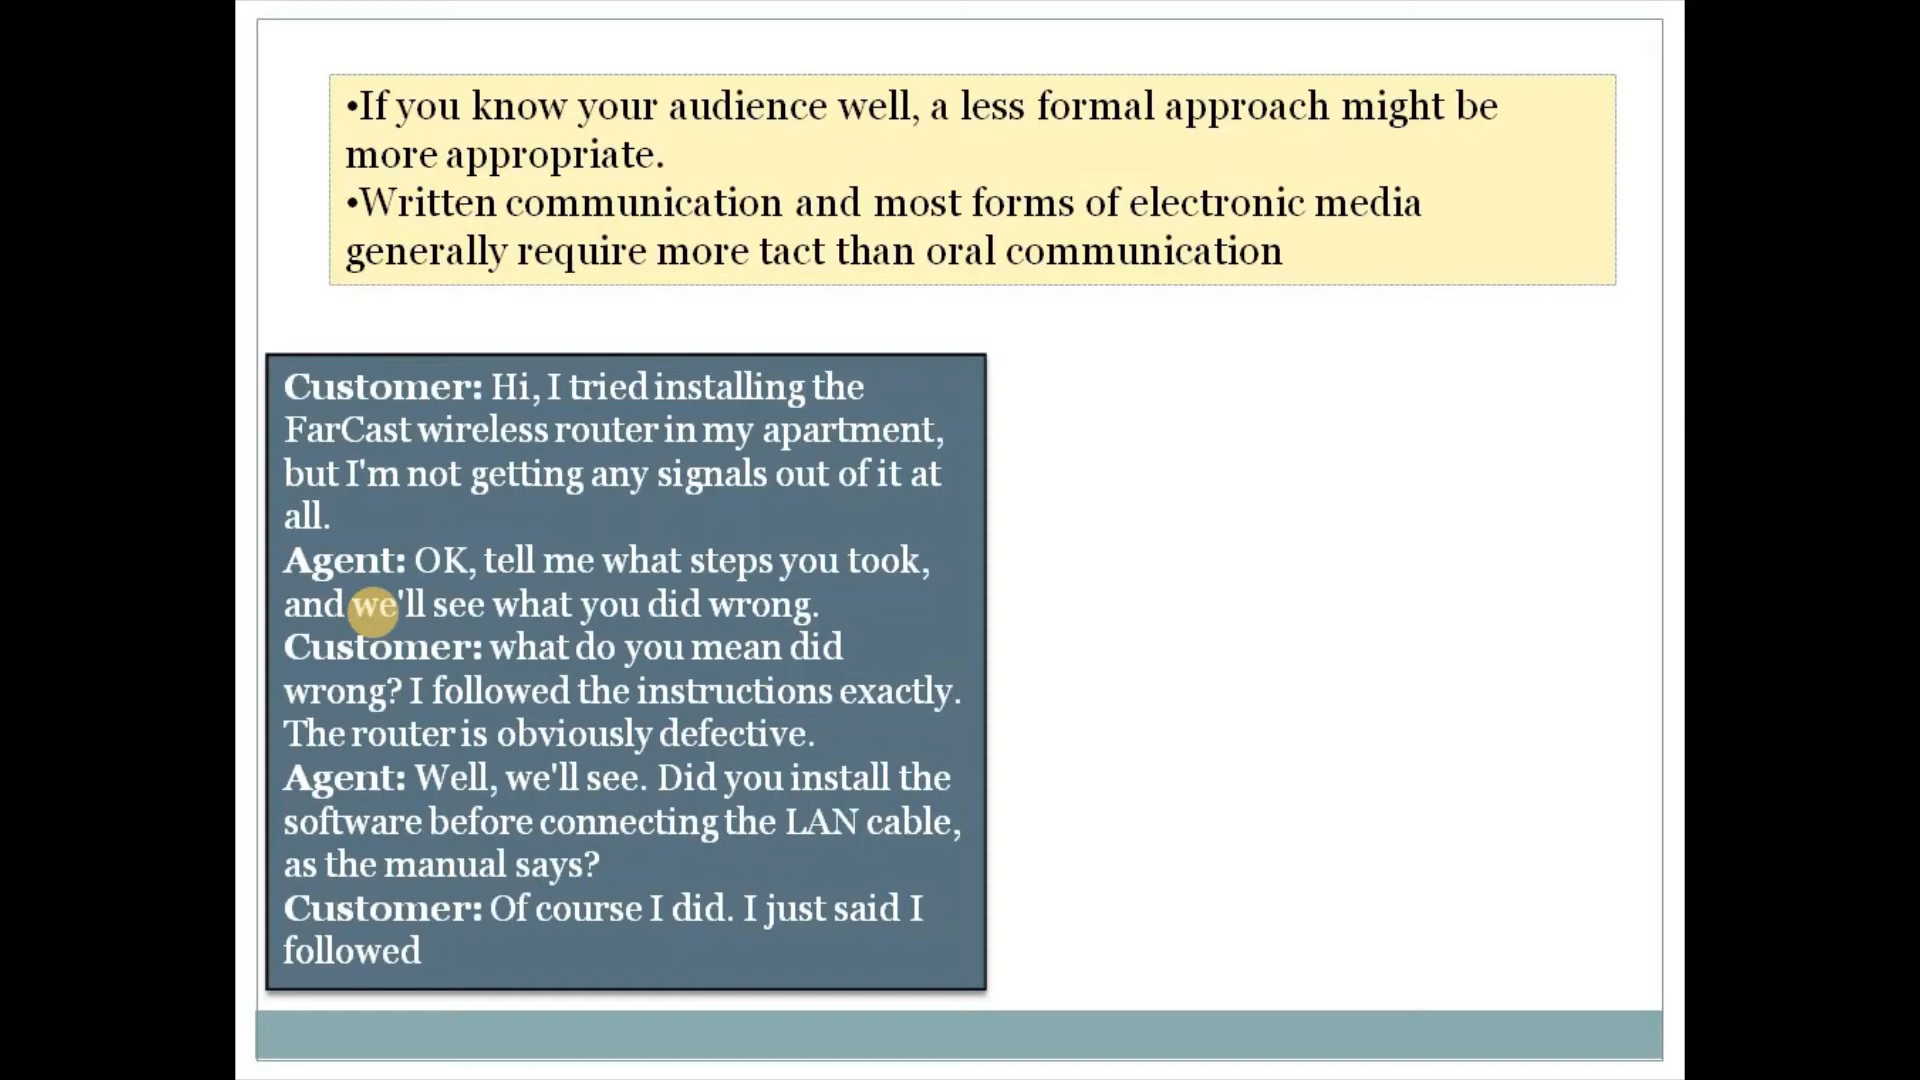 •If you know your audience well, a less formal approach might be
more appropriate.
•Written communication and most forms of electronic media
generally require more tact than oral communication
Customer: Hi, I tried installing the
FarCast wireless router in my apartment,
but I'm not getting any signals out of it at
all.
Agent: OK, tell me what steps you took,
and we'll see what you did wrong.
Customer: what do you mean did
wrong? I followed the instructions exactly.
The router is obviously defective.
Agent: Well, we'll see. Did you install the
software before connecting the LAN cable,
as the manual says?
Customer: Of course I did. I just said I
followed